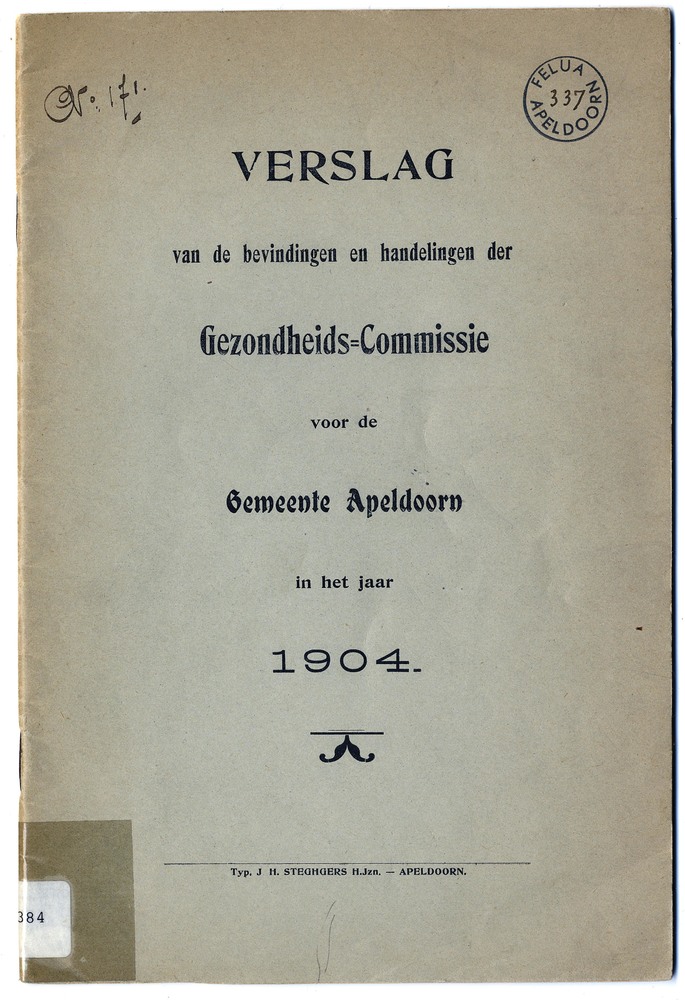 No. 171.
FELUA
337
APELDOORN
VERSLAG
van de bevindingen en handelingen der
Gezondheids=Commissie
voor de
Gemeente Apeldoorn
in het jaar
1904.
Typ. J H. STEGHGERS H.Jzn. — APELDOORN.
384